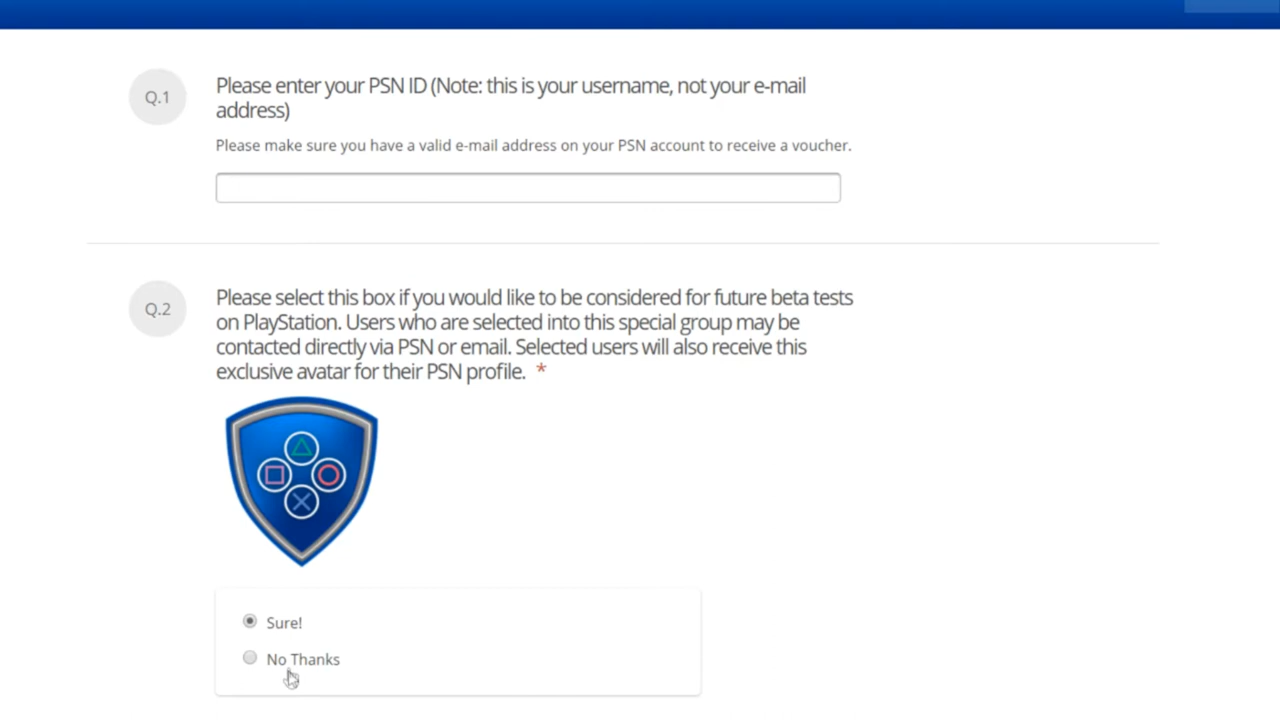 Q.1
Please enter your PSN ID (Note: this is your username, not your e-mail
address)
Please make sure you have a valid e-mail address on your PSN account to receive a voucher.
Q.2
Please select this box if you would like to be considered for future beta tests
on PlayStation. Users who are selected into this special group may be
contacted directly via PSN or email. Selected users will also receive this
exclusive avatar for their PSN profile. *
Sure!
No Thanks